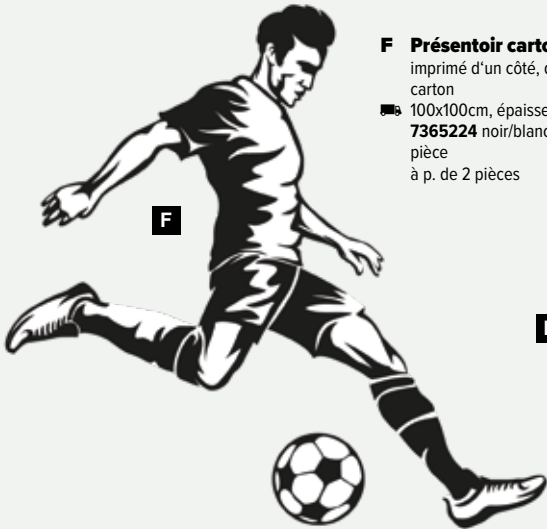 F Présentoir carto
imprimé d'un côté, 
carton
100x100cm, épaisse
7365224 noir/blanc
pièce
à p. de 2 pièces
F